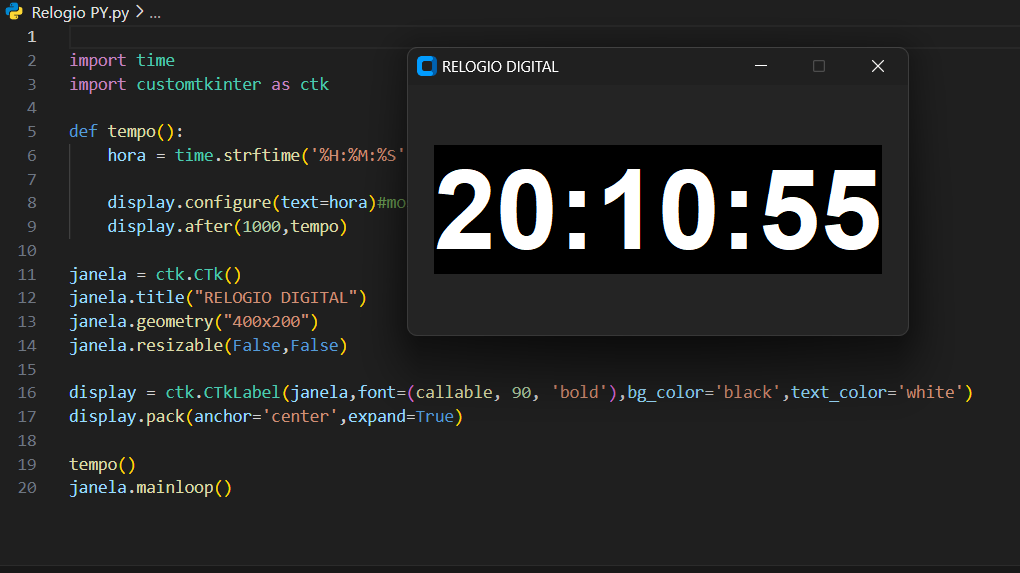 Relogio PY.py > ...
1
2 import time
3 import customtkinter as ctk
4
5 def tempo():
6 hora = time.strftime('%H:%M:%S'
7
8 display.configure(text=hora)#mo
9 display.after(1000,tempo)
10
11 janela = ctk.CTk()
12 janela.title("RELOGIO DIGITAL")
13 janela.geometry("400x200")
14 janela.resizable(False,False)
15
16 display = ctk.CTkLabel(janela,font=(callable, 90, 'bold'),bg_color='black',text_color='white')
17 display.pack(anchor='center',expand=True)
18
19 tempo()
20 janela.mainloop()
RELOGIO DIGITAL
20:10:55